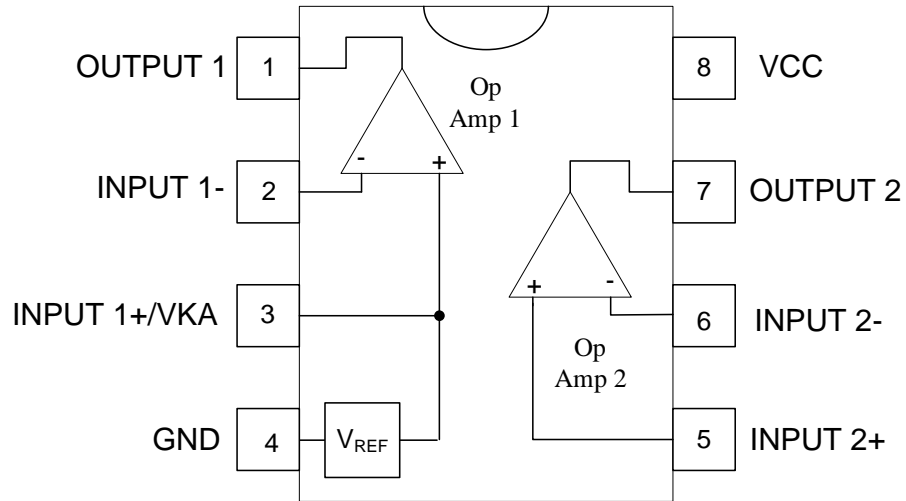 OUTPUT 1
1
Op
Amp 1
8
VCC
-
+
INPUT 1-
2
7
OUTPUT 2
+
-
INPUT 1+/VKA
3
6
INPUT 2-
Op
Amp 2
GND
4
VREF
5
INPUT 2+